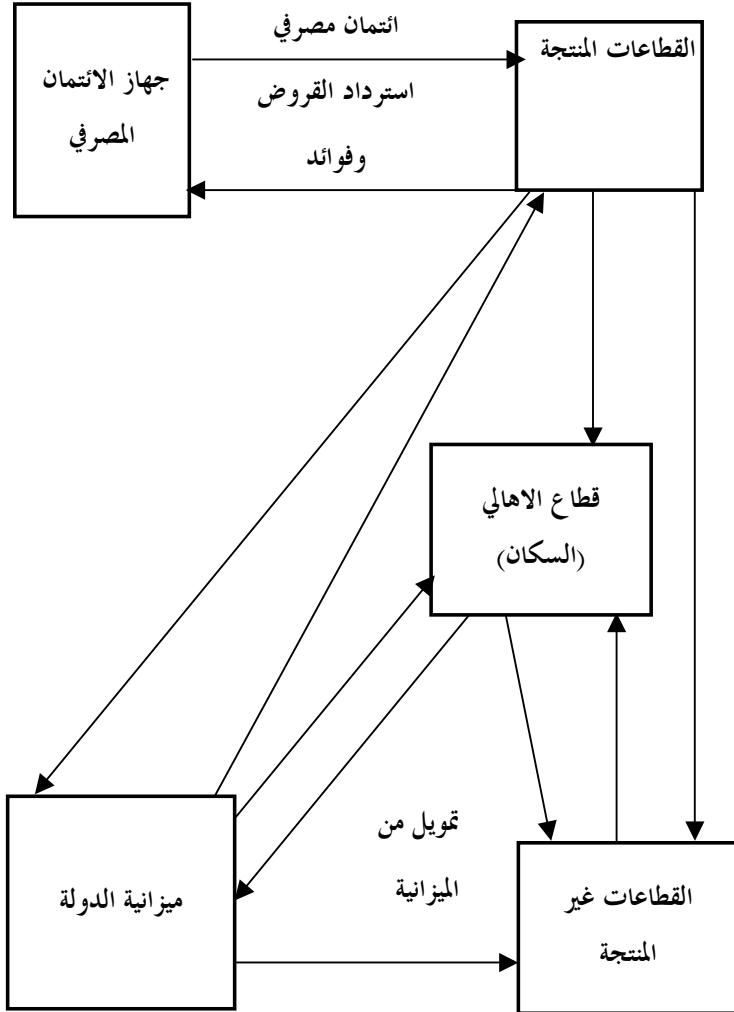 ائتمان مصرفي
القطاعات المنتجة
جهاز الائتمان
المصرفي
استرداد القروض
وفوائد
قطاع الاهالي
(السكان)
تمويل من
الميزانية
ميزانية الدولة
القطاعات غير
المنتجة